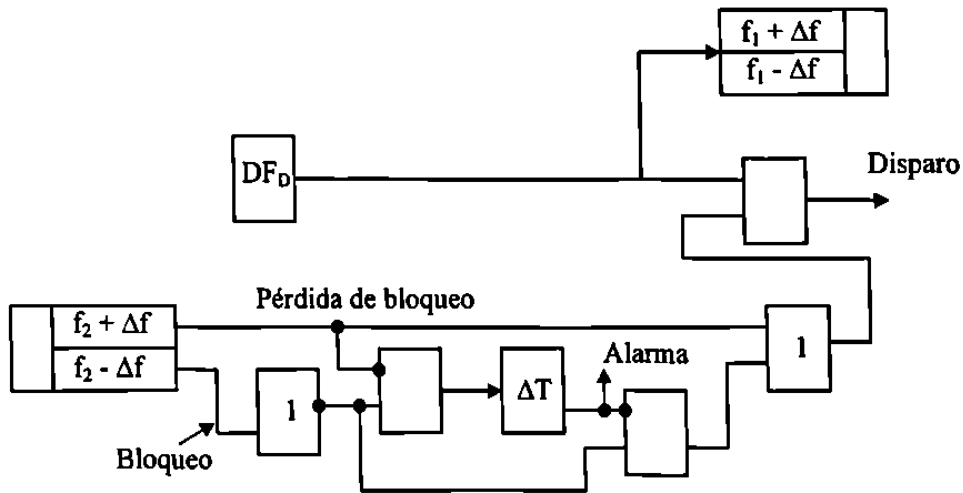 f₁ + Δf
f₁ - Δf
DF_D
Disparo
Pérdida de bloqueo
f₂ + Δf
f₂ - Δf
Alarma
1
1
ΔT
Bloqueo